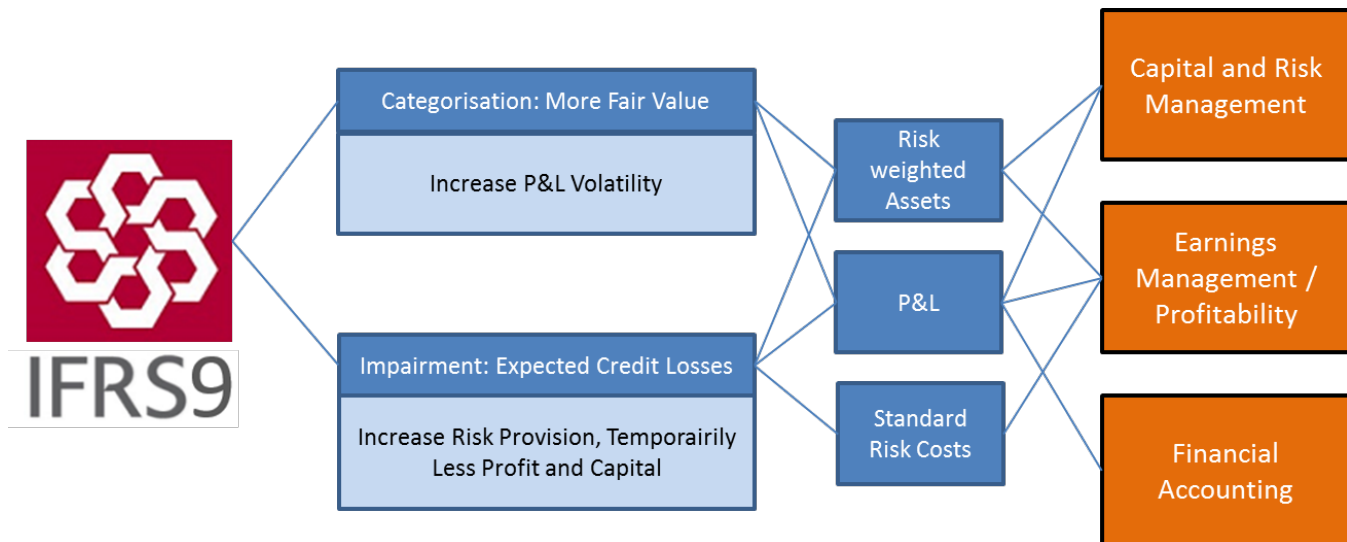 IFRS9
Categorisation: More Fair Value
Increase P&L Volatility
Impairment: Expected Credit Losses
Increase Risk Provision, Temporairily
Less Profit and Capital
Risk
weighted
Assets
P&L
Standard
Risk Costs
Capital and Risk
Management
Earnings
Management /
Profitability
Financial
Accounting